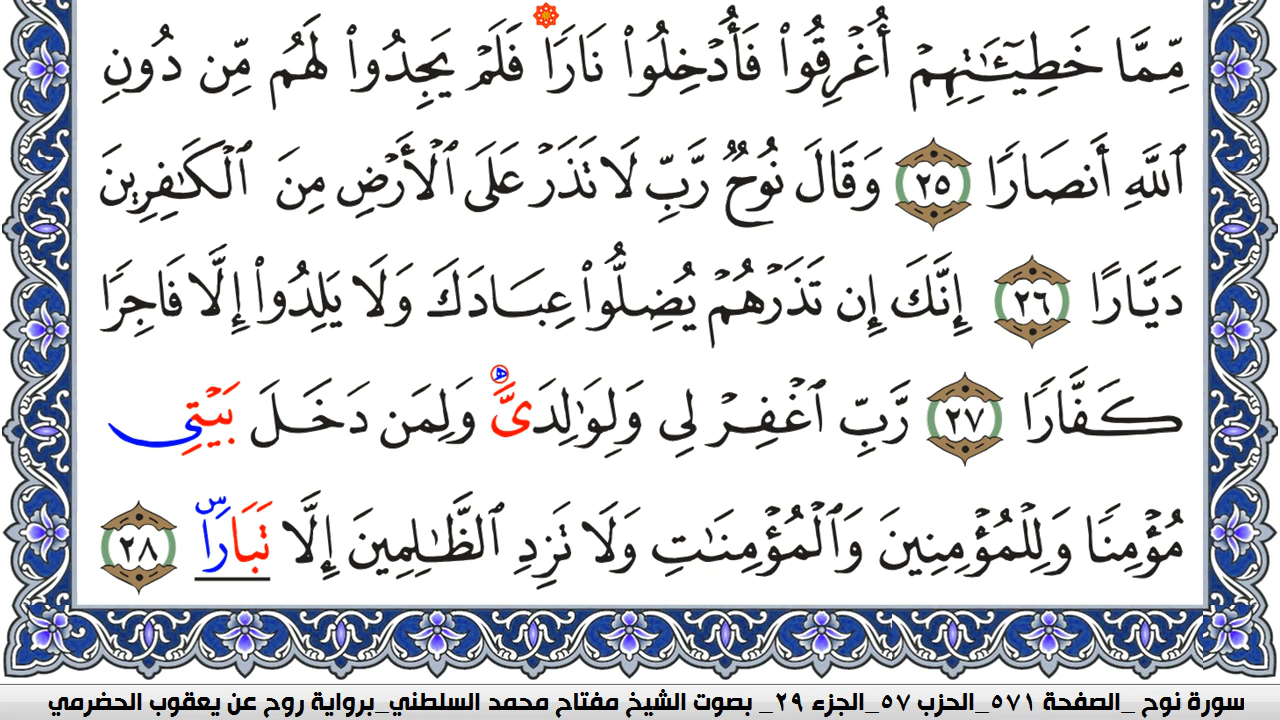 مِّمَّا خَطِيٓـَٰٔتِهِمۡ أُغۡرِقُواْ فَأُدۡخِلُواْ نَارٗا فَلَمۡ يَجِدُواْ لَهُم مِّن دُونِ
ٱللَّهِ أَنصَارٗا ٢٥ وَقَالَ نُوحٞ رَّبِّ لَا تَذَرۡ عَلَى ٱلۡأَرۡضِ مِنَ ٱلۡكَٰفِرِينَ
دَيَّارًا ٢٦ إِنَّكَ إِن تَذَرۡهُمۡ يُضِلُّواْ عِبَادَكَ وَلَا يَلِدُوٓاْ إِلَّا فَاجِرٗا
كَفَّارٗا ٢٧ رَّبِّ ٱغۡفِرۡ لِي وَلِوَٰلِدَيَّ ه وَلِمَن دَخَلَ بَيۡتِي
مُؤۡمِنٗا وَلِلۡمُؤۡمِنِينَ وَٱلۡمُؤۡمِنَٰتِ وَلَا تَزِدِ ٱلظَّٰلِمِينَ إِلَّا تَبَارَۢا س ٢٨
سورة نوح _الصفحة ٥٧١_الحزب ٥٧_الجزء ٢٩_ بصوت الشيخ مفتاح محمد السلطني_برواية روح عن يعقوب الحضرمي